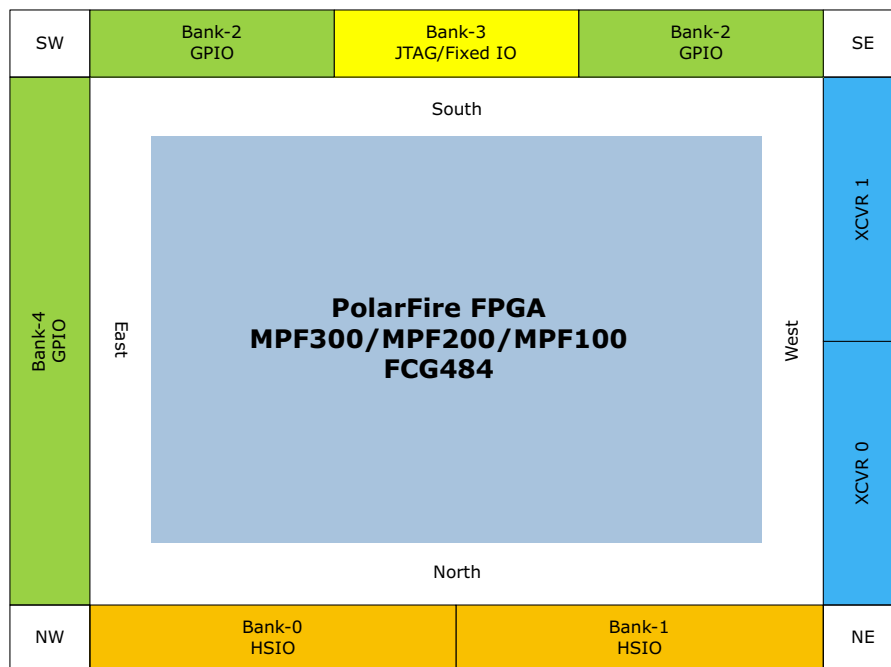 SW
Bank-2
GPIO
Bank-3
JTAG/Fixed IO
Bank-2
GPIO
SE
South
Bank-4
GPIO
East
PolarFire FPGA
MPF300/MPF200/MPF100
FCG484
West
XCVR 1
XCVR 0
North
NW
Bank-0
HSIO
Bank-1
HSIO
NE